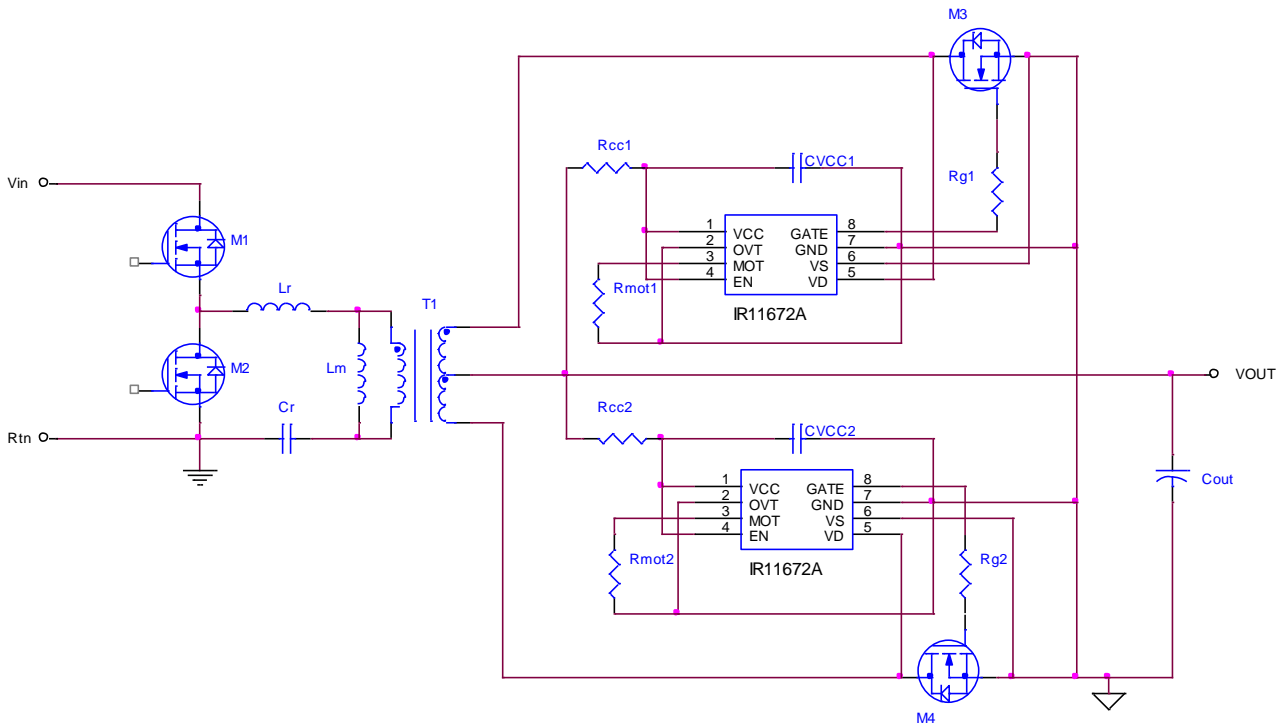 M3
Rcc1
CVCC1
Rg1
Vin
M1
1 VCC GATE 8
2 OVT GND 7
3 MOT VS 6
4 EN VD 5
IR11672A
Rmot1
Lr
T1
M2
Lm
VOUT
Rcc2
Cr
CVCC2
Rtn
1 VCC GATE 8
2 OVT GND 7
3 MOT VS 6
4 EN VD 5
IR11672A
Rmot2
Rg2
Cout
M4